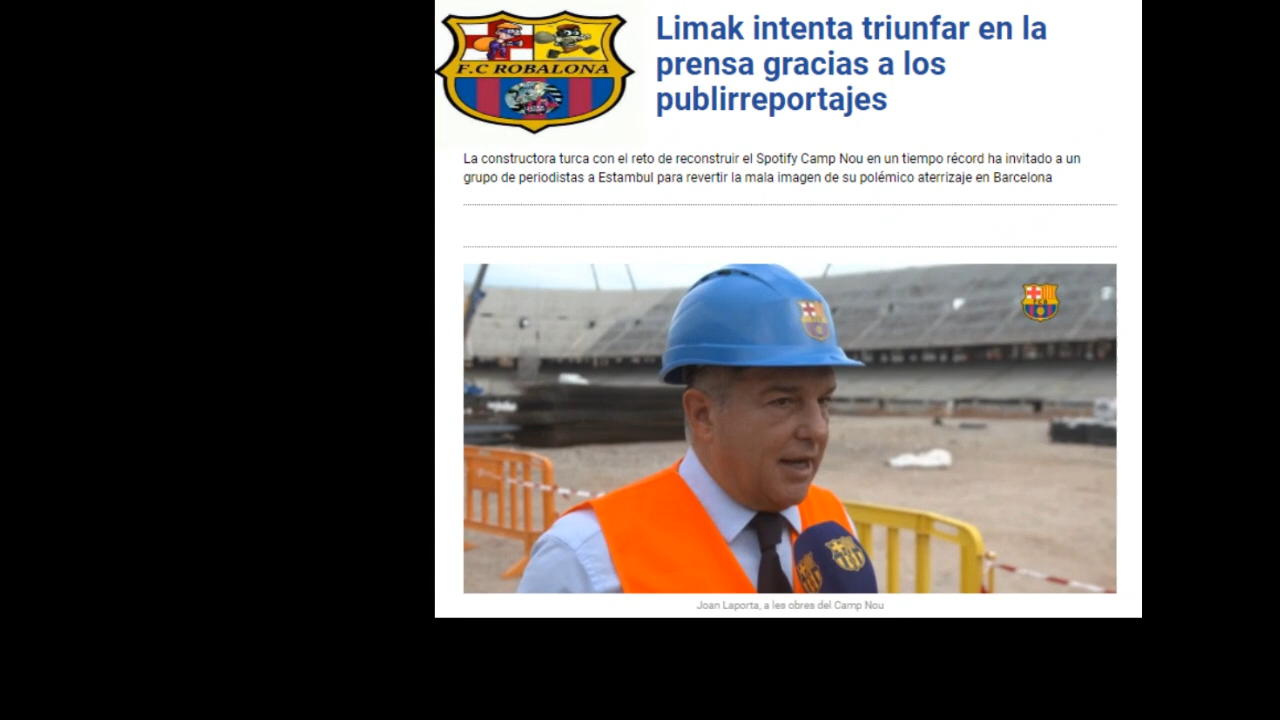 F.C ROBALONA
Limak intenta triunfar en la
prensa gracias a los
publirreportajes
La constructora turca con el reto de reconstruir el Spotify Camp Nou en un tiempo récord ha invitado a un
grupo de periodistas a Estambul para revertir la mala imagen de su polémico aterrizaje en Barcelona
Joan Laporta, a les obres del Camp Nou